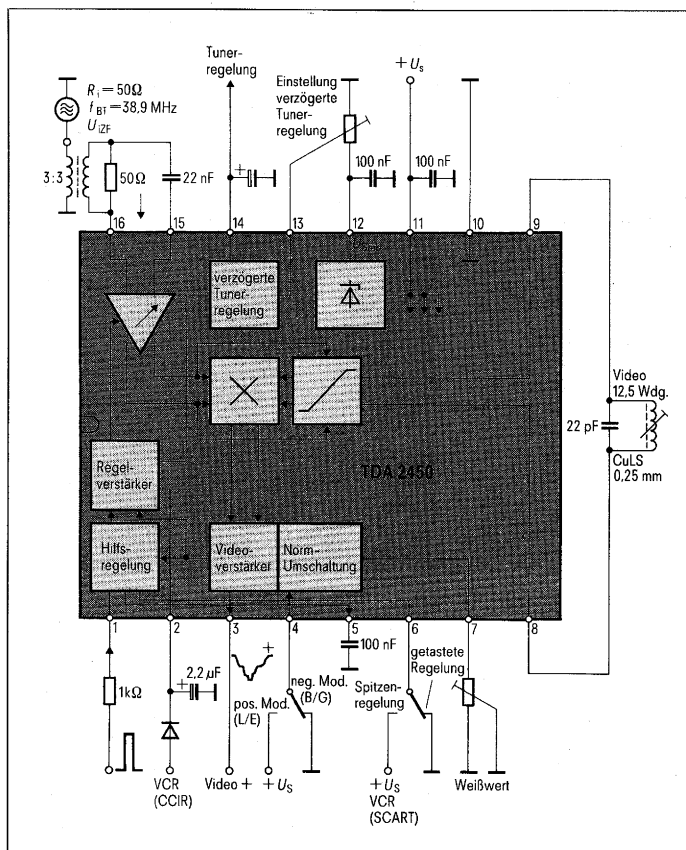 Tuner-
regelung
+ U_s
R_i = 50Ω
f_BT = 38,9 MHz
U_iZF
Einstellung
verzögerte
Tuner-
regelung
3:3
50Ω
22 nF
+
100 nF
100 nF
16
15
14
13
12
11
10
9
verzögerte
Tuner-
regelung
Video
12,5 Wdg.
22 pF
CuLS
0,25 mm
TDA 2450
Regel-
verstärker
Hilfs-
regelung
Video-
verstärker
Norm-
Umschaltung
1
2
3
4
5
6
7
8
1kΩ
+
2,2 µF
+
pos. Mod.
(L/E)
neg. Mod.
(B/G)
100 nF
Spitzen-
regelung
getastete
Regelung
VCR
(CCIR)
Video +
+ U_S
+ U_S
VCR
(SCART)
Weißwert